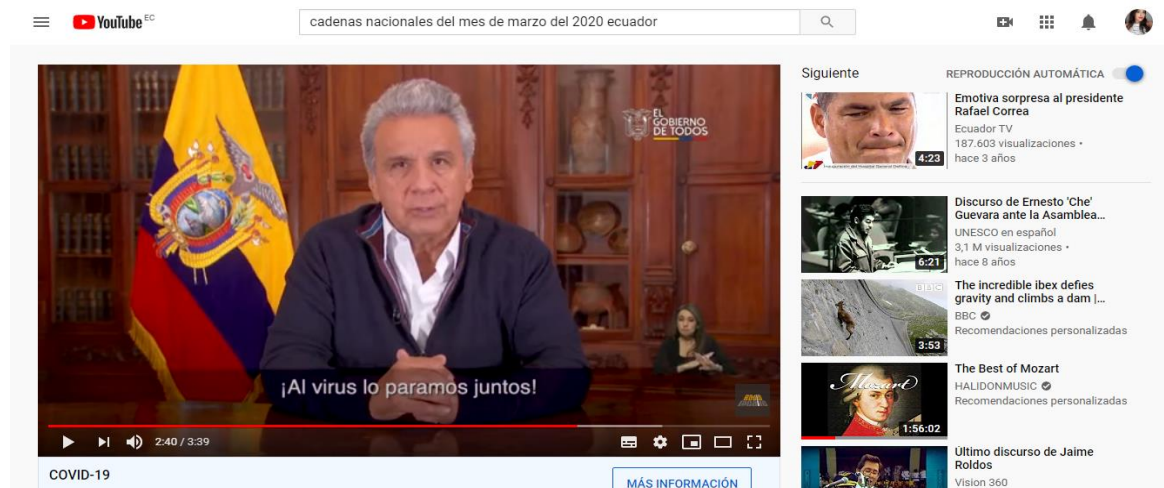 YouTube EC
cadenas nacionales del mes de marzo del 2020 ecuador
EL
GOBIERNO
DE TODOS
¡Al virus lo paramos juntos!
2:40 / 3:39
COVID-19
MÁS INFORMACIÓN
Siguiente
REPRODUCCIÓN AUTOMÁTICA
4:23
Emotiva sorpresa al presidente
Rafael Correa
Ecuador TV
187.603 visualizaciones •
hace 3 años
6:21
Discurso de Ernesto 'Che'
Guevara ante la Asamblea...
UNESCO en español
3,1 M visualizaciones •
hace 8 años
BBC
3:53
The incredible ibex defies
gravity and climbs a dam |...
BBC
Recomendaciones personalizadas
Mozart
1:56:02
The Best of Mozart
HALIDONMUSIC
Recomendaciones personalizadas
Último discurso de Jaime
Roldos
Vision 360